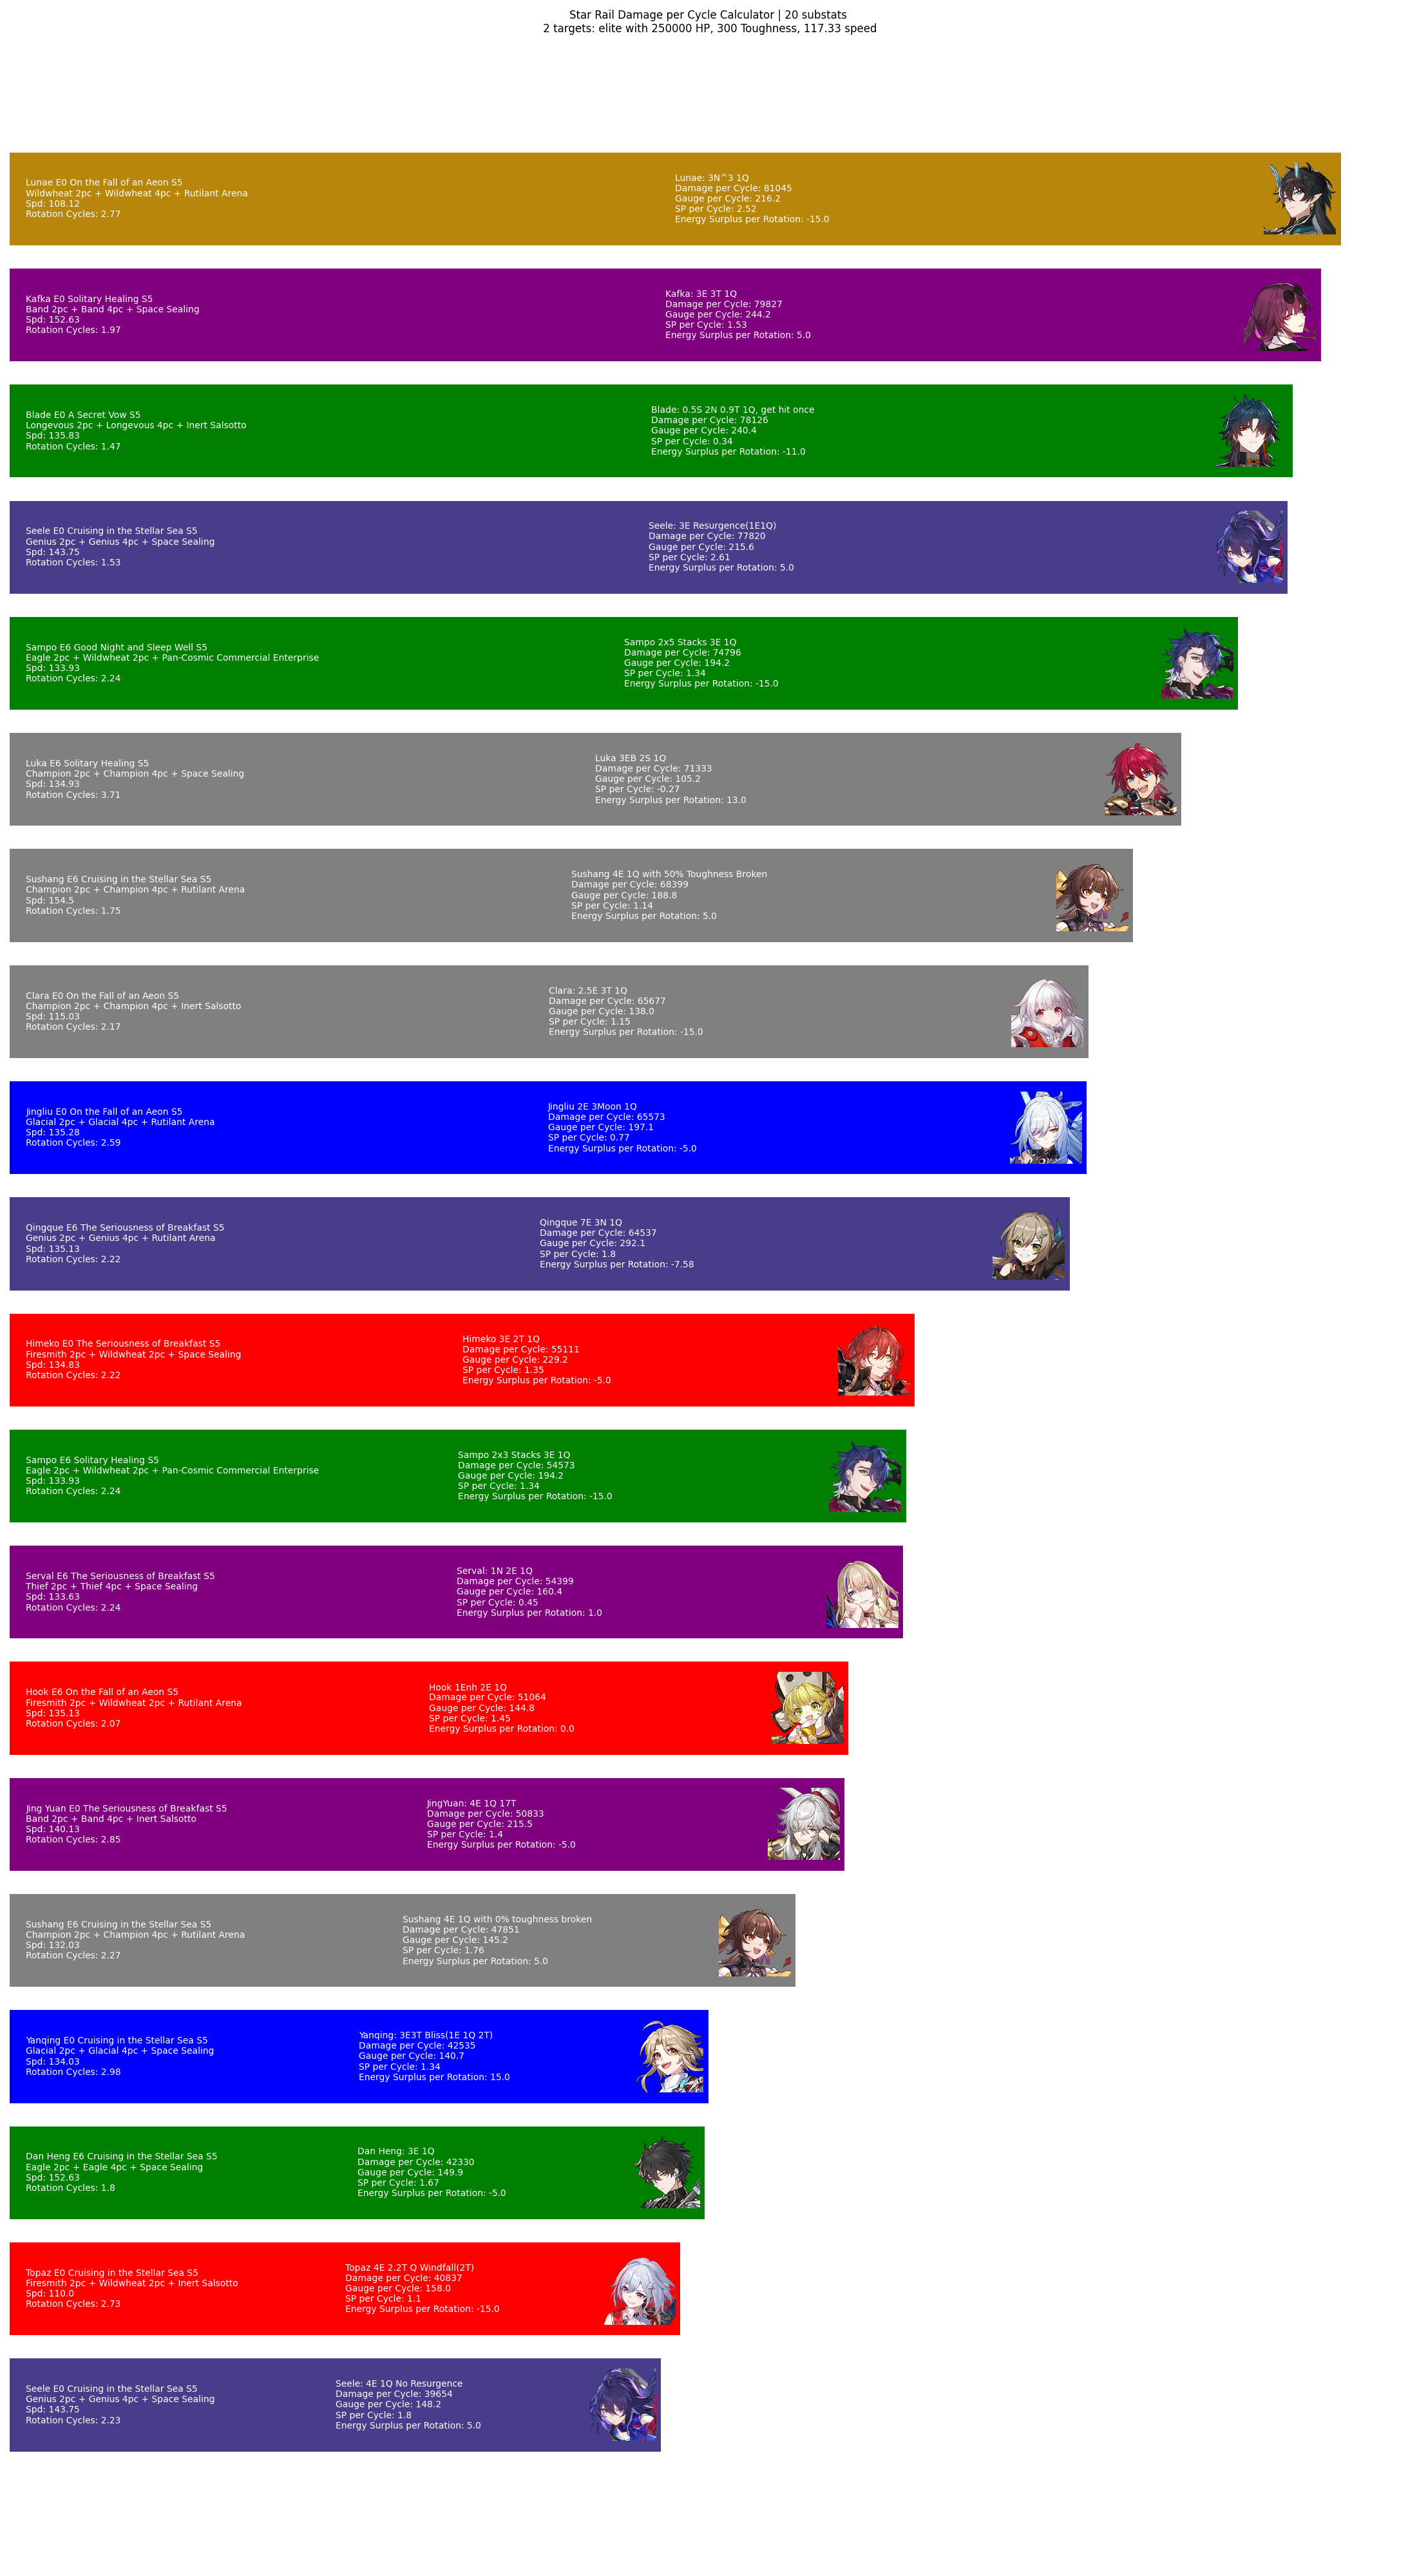 Star Rail Damage per Cycle Calculator | 20 substats
2 targets: elite with 250000 HP, 300 Toughness, 117.33 speed
Lunae E0 On the Fall of an Aeon S5
Wildwheat 2pc + Wildwheat 4pc + Rutilant Arena
Spd: 108.12
Rotation Cycles: 2.77
Lunae: 3N^3 1Q
Damage per Cycle: 81045
Gauge per Cycle: 216.2
SP per Cycle: 2.52
Energy Surplus per Rotation: -15.0
Kafka E0 Solitary Healing S5
Band 2pc + Band 4pc + Space Sealing
Spd: 152.63
Rotation Cycles: 1.97
Kafka: 3E 3T 1Q
Damage per Cycle: 79827
Gauge per Cycle: 244.2
SP per Cycle: 1.53
Energy Surplus per Rotation: 5.0
Blade E0 A Secret Vow S5
Longevous 2pc + Longevous 4pc + Inert Salsotto
Spd: 135.83
Rotation Cycles: 1.47
Blade: 0.5S 2N 0.9T 1Q, get hit once
Damage per Cycle: 78126
Gauge per Cycle: 240.4
SP per Cycle: 0.34
Energy Surplus per Rotation: -11.0
Seele E0 Cruising in the Stellar Sea S5
Genius 2pc + Genius 4pc + Space Sealing
Spd: 143.75
Rotation Cycles: 1.53
Seele: 3E Resurgence(1E1Q)
Damage per Cycle: 77820
Gauge per Cycle: 215.6
SP per Cycle: 2.61
Energy Surplus per Rotation: 5.0
Sampo E6 Good Night and Sleep Well S5
Eagle 2pc + Wildwheat 2pc + Pan-Cosmic Commercial Enterprise
Spd: 133.93
Rotation Cycles: 2.24
Sampo 2x5 Stacks 3E 1Q
Damage per Cycle: 74796
Gauge per Cycle: 194.2
SP per Cycle: 1.34
Energy Surplus per Rotation: -15.0
Luka E6 Solitary Healing S5
Champion 2pc + Champion 4pc + Space Sealing
Spd: 134.93
Rotation Cycles: 3.71
Luka 3EB 2S 1Q
Damage per Cycle: 71333
Gauge per Cycle: 105.2
SP per Cycle: -0.27
Energy Surplus per Rotation: 13.0
Sushang E6 Cruising in the Stellar Sea S5
Champion 2pc + Champion 4pc + Rutilant Arena
Spd: 154.5
Rotation Cycles: 1.75
Sushang 4E 1Q with 50% Toughness Broken
Damage per Cycle: 68399
Gauge per Cycle: 188.8
SP per Cycle: 1.14
Energy Surplus per Rotation: 5.0
Clara E0 On the Fall of an Aeon S5
Champion 2pc + Champion 4pc + Inert Salsotto
Spd: 115.03
Rotation Cycles: 2.17
Clara: 2.5E 3T 1Q
Damage per Cycle: 65677
Gauge per Cycle: 138.0
SP per Cycle: 1.15
Energy Surplus per Rotation: -15.0
Jingliu E0 On the Fall of an Aeon S5
Glacial 2pc + Glacial 4pc + Rutilant Arena
Spd: 135.28
Rotation Cycles: 2.59
Jingliu 2E 3Moon 1Q
Damage per Cycle: 65573
Gauge per Cycle: 197.1
SP per Cycle: 0.77
Energy Surplus per Rotation: -5.0
Qingque E6 The Seriousness of Breakfast S5
Genius 2pc + Genius 4pc + Rutilant Arena
Spd: 135.13
Rotation Cycles: 2.22
Qingque 7E 3N 1Q
Damage per Cycle: 64537
Gauge per Cycle: 292.1
SP per Cycle: 1.8
Energy Surplus per Rotation: -7.58
Himeko E0 The Seriousness of Breakfast S5
Firesmith 2pc + Wildwheat 2pc + Space Sealing
Spd: 134.83
Rotation Cycles: 2.22
Himeko 3E 2T 1Q
Damage per Cycle: 55111
Gauge per Cycle: 229.2
SP per Cycle: 1.35
Energy Surplus per Rotation: -5.0
Sampo E6 Solitary Healing S5
Eagle 2pc + Wildwheat 2pc + Pan-Cosmic Commercial Enterprise
Spd: 133.93
Rotation Cycles: 2.24
Sampo 2x3 Stacks 3E 1Q
Damage per Cycle: 54573
Gauge per Cycle: 194.2
SP per Cycle: 1.34
Energy Surplus per Rotation: -15.0
Serval E6 The Seriousness of Breakfast S5
Thief 2pc + Thief 4pc + Space Sealing
Spd: 133.63
Rotation Cycles: 2.24
Serval: 1N 2E 1Q
Damage per Cycle: 54399
Gauge per Cycle: 160.4
SP per Cycle: 0.45
Energy Surplus per Rotation: 1.0
Hook E6 On the Fall of an Aeon S5
Firesmith 2pc + Wildwheat 2pc + Rutilant Arena
Spd: 135.13
Rotation Cycles: 2.07
Hook 1Enh 2E 1Q
Damage per Cycle: 51064
Gauge per Cycle: 144.8
SP per Cycle: 1.45
Energy Surplus per Rotation: 0.0
Jing Yuan E0 The Seriousness of Breakfast S5
Band 2pc + Band 4pc + Inert Salsotto
Spd: 140.13
Rotation Cycles: 2.85
JingYuan: 4E 1Q 17T
Damage per Cycle: 50833
Gauge per Cycle: 215.5
SP per Cycle: 1.4
Energy Surplus per Rotation: -5.0
Sushang E6 Cruising in the Stellar Sea S5
Champion 2pc + Champion 4pc + Rutilant Arena
Spd: 132.03
Rotation Cycles: 2.27
Sushang 4E 1Q with 0% toughness broken
Damage per Cycle: 47851
Gauge per Cycle: 145.2
SP per Cycle: 1.76
Energy Surplus per Rotation: 5.0
Yanqing E0 Cruising in the Stellar Sea S5
Glacial 2pc + Glacial 4pc + Space Sealing
Spd: 134.03
Rotation Cycles: 2.98
Yanqing: 3E3T Bliss(1E 1Q 2T)
Damage per Cycle: 42535
Gauge per Cycle: 140.7
SP per Cycle: 1.34
Energy Surplus per Rotation: 15.0
Dan Heng E6 Cruising in the Stellar Sea S5
Eagle 2pc + Eagle 4pc + Space Sealing
Spd: 152.63
Rotation Cycles: 1.8
Dan Heng: 3E 1Q
Damage per Cycle: 42330
Gauge per Cycle: 149.9
SP per Cycle: 1.67
Energy Surplus per Rotation: -5.0
Topaz E0 Cruising in the Stellar Sea S5
Firesmith 2pc + Wildwheat 2pc + Inert Salsotto
Spd: 110.0
Rotation Cycles: 2.73
Topaz 4E 2.2T Q Windfall(2T)
Damage per Cycle: 40837
Gauge per Cycle: 158.0
SP per Cycle: 1.1
Energy Surplus per Rotation: -15.0
Seele E0 Cruising in the Stellar Sea S5
Genius 2pc + Genius 4pc + Space Sealing
Spd: 143.75
Rotation Cycles: 2.23
Seele: 4E 1Q No Resurgence
Damage per Cycle: 39654
Gauge per Cycle: 148.2
SP per Cycle: 1.8
Energy Surplus per Rotation: 5.0